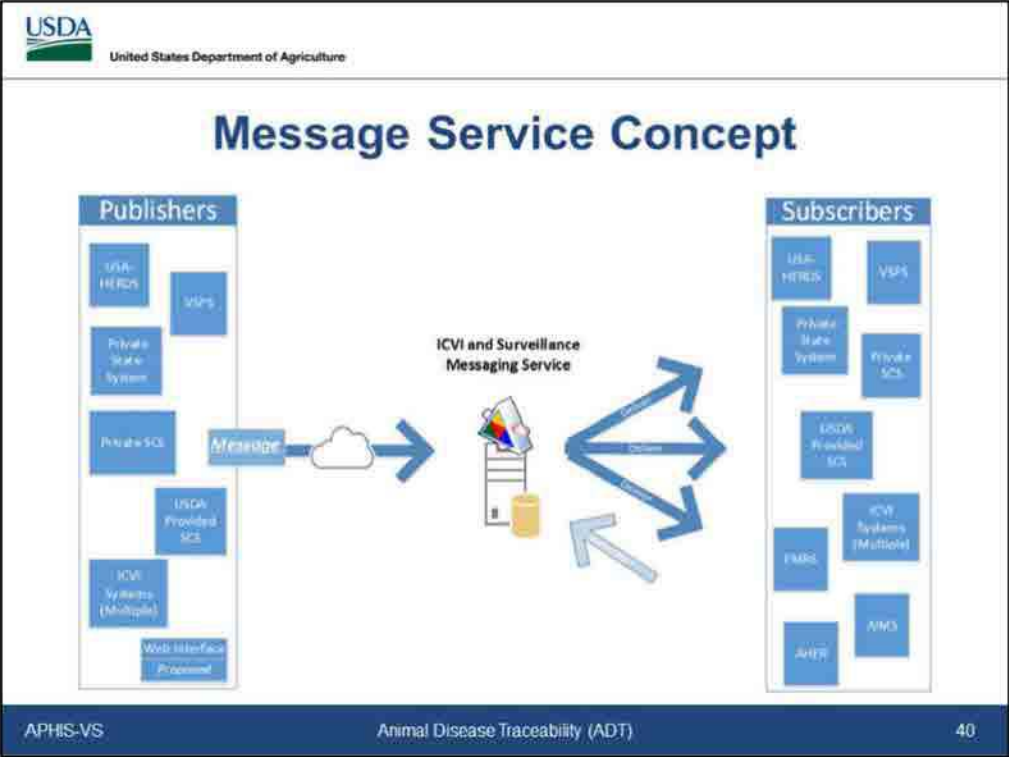 USDA
United States Department of Agriculture
Message Service Concept
Publishers
USA-
HERDS
VSPS
Private
State
System
Private SCS
Message
USDA
Provided
SCS
ICVI
Systems
(Multiple)
Web Interface
Proposed
ICVI and Surveillance
Messaging Service
Subscribers
USA-
HERDS
VSPS
Private
State
System
Private
SCS
USDA
Provided
SCS
ICVI
Systems
(Multiple)
EMRS
AIMS
AHER
APHIS-VS
Animal Disease Traceability (ADT)
40